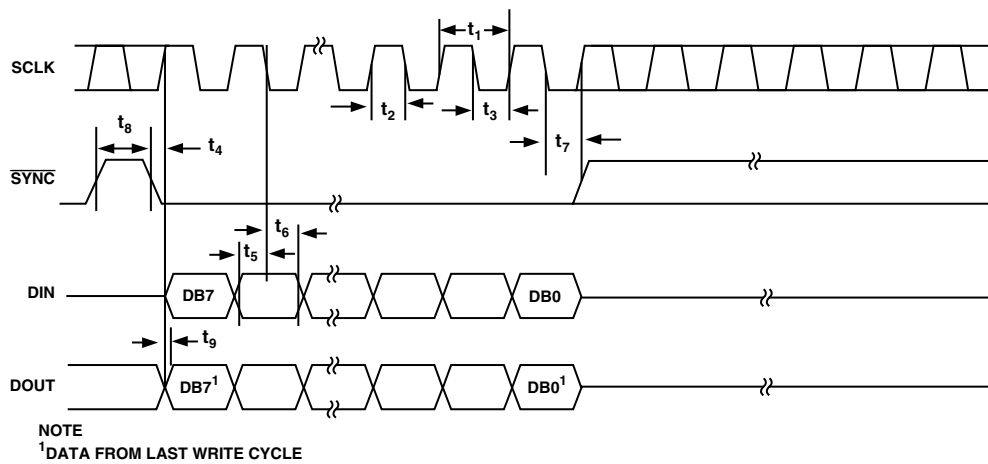 t1
SCLK
t2
t3
t8
t4
t7
SYNC
t6
t5
DIN
DB7
DB0
t9
DOUT
DB7¹
DB0¹
NOTE
¹DATA FROM LAST WRITE CYCLE